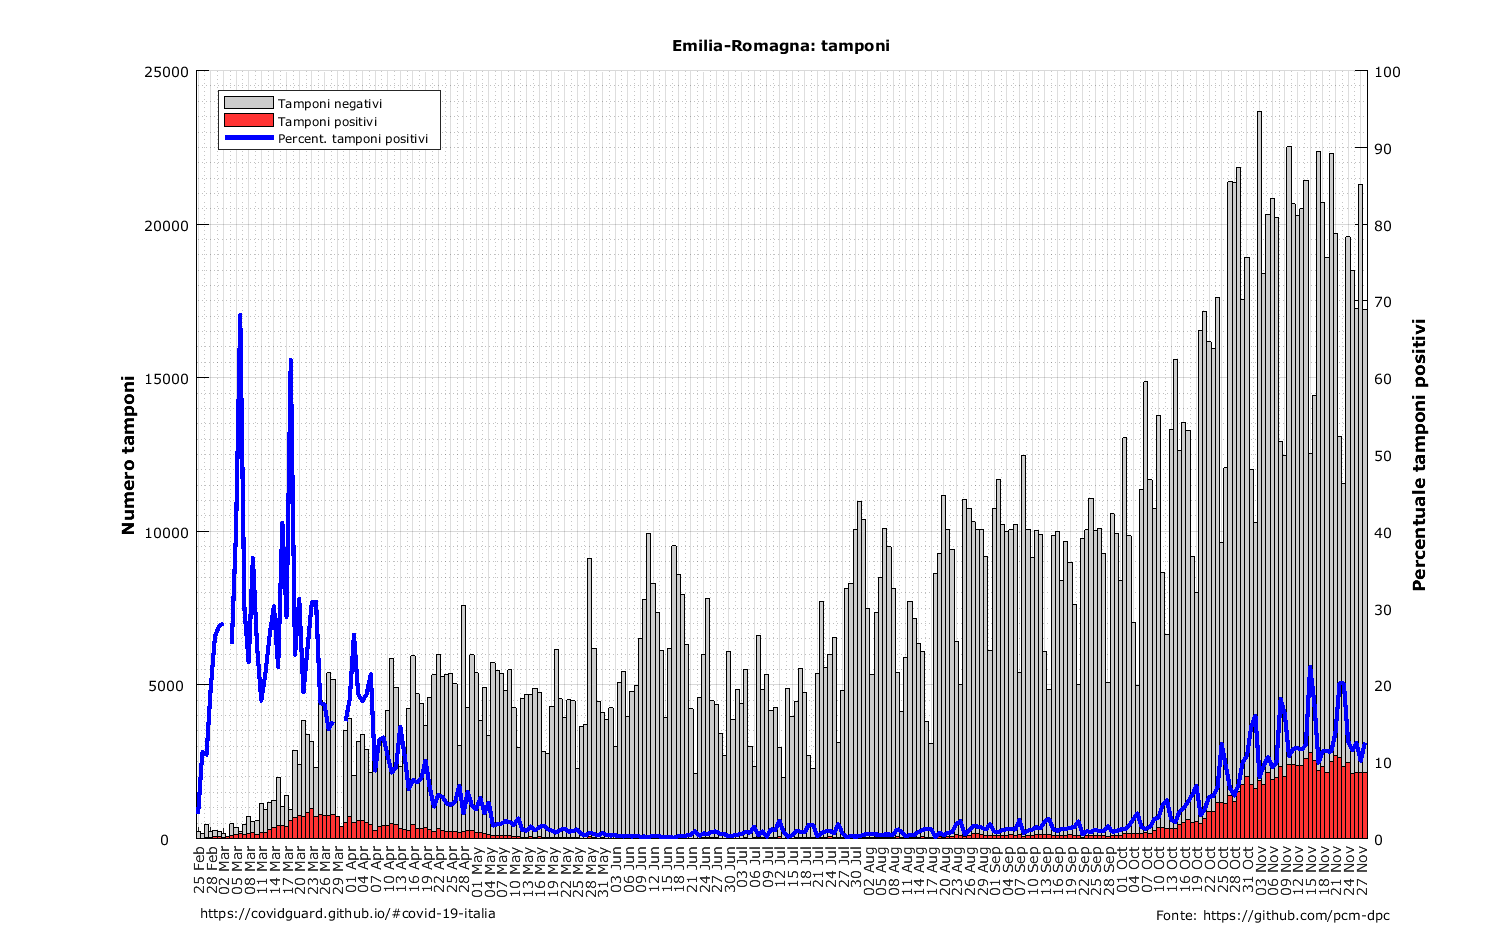 Emilia-Romagna: tamponi
25000
20000
15000
10000
5000
0
Numero tamponi
Tamponi negativi
Tamponi positivi
Percent. tamponi positivi
100
90
80
70
60
50
40
30
20
10
0
Percentuale tamponi positivi
25 Feb
28 Feb
02 Mar
05 Mar
08 Mar
11 Mar
14 Mar
17 Mar
20 Mar
23 Mar
26 Mar
29 Mar
01 Apr
04 Apr
07 Apr
10 Apr
13 Apr
16 Apr
19 Apr
22 Apr
25 Apr
28 Apr
01 May
04 May
07 May
10 May
13 May
16 May
19 May
22 May
25 May
28 May
31 May
03 Jun
06 Jun
09 Jun
12 Jun
15 Jun
18 Jun
21 Jun
24 Jun
27 Jun
30 Jun
03 Jul
06 Jul
09 Jul
12 Jul
15 Jul
18 Jul
21 Jul
24 Jul
27 Jul
30 Jul
02 Aug
05 Aug
08 Aug
11 Aug
14 Aug
17 Aug
20 Aug
23 Aug
26 Aug
29 Aug
01 Sep
04 Sep
07 Sep
10 Sep
13 Sep
16 Sep
19 Sep
22 Sep
25 Sep
28 Sep
01 Oct
04 Oct
07 Oct
10 Oct
13 Oct
16 Oct
19 Oct
22 Oct
25 Oct
28 Oct
31 Oct
03 Nov
06 Nov
09 Nov
12 Nov
15 Nov
18 Nov
21 Nov
24 Nov
27 Nov
https://covidguard.github.io/#covid-19-italia
Fonte: https://github.com/pcm-dpc